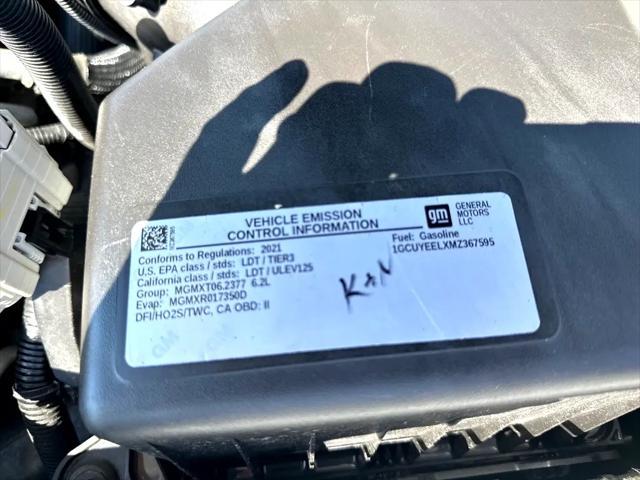 VEHICLE EMISSION
CONTROL INFORMATION
gm GENERAL
MOTORS
LLC
Conforms to Regulations: 2021
U.S. EPA class / stds: LDT / TIER3
California class / stds: LDT / ULEV125
Group: MGMXT06.2377 6.2L
Evap: MGMXR017350D
DFI/HO2S/TWC, CA OBD: II
Fuel: Gasoline
1GCUYEELXMZ367595
K&N